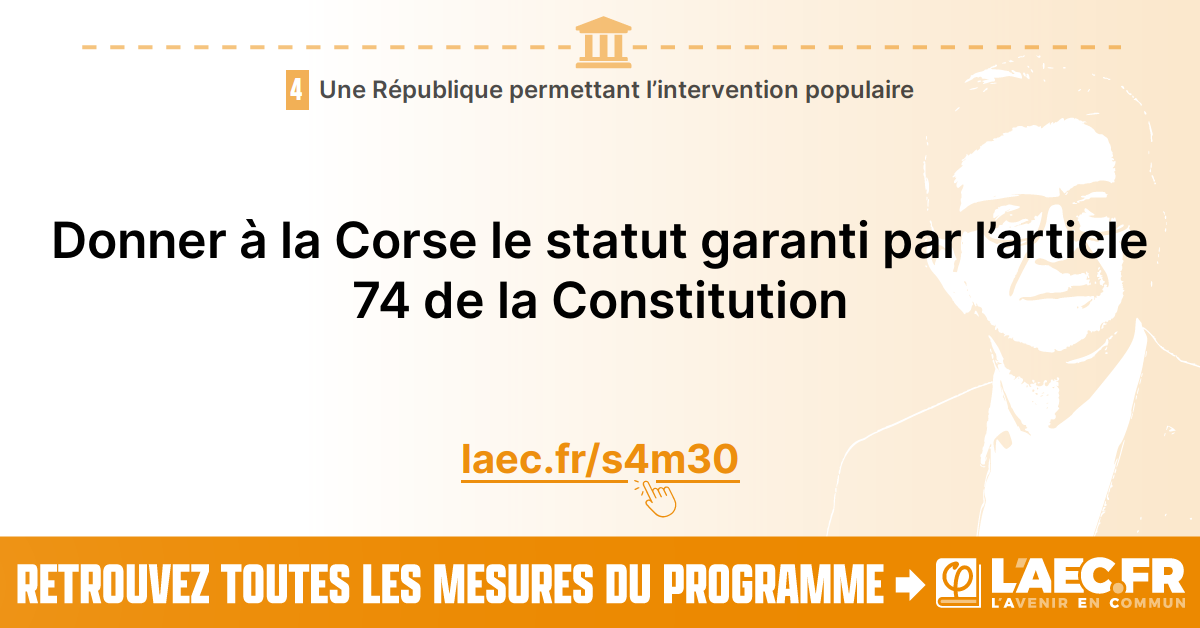 4 Une République permettant l’intervention populaire
Donner à la Corse le statut garanti par l’article
74 de la Constitution
laec.fr/s4m30
RETROUVEZ TOUTES LES MESURES DU PROGRAMME
φ L'AEC.FR
L'AVENIR EN COMMUN